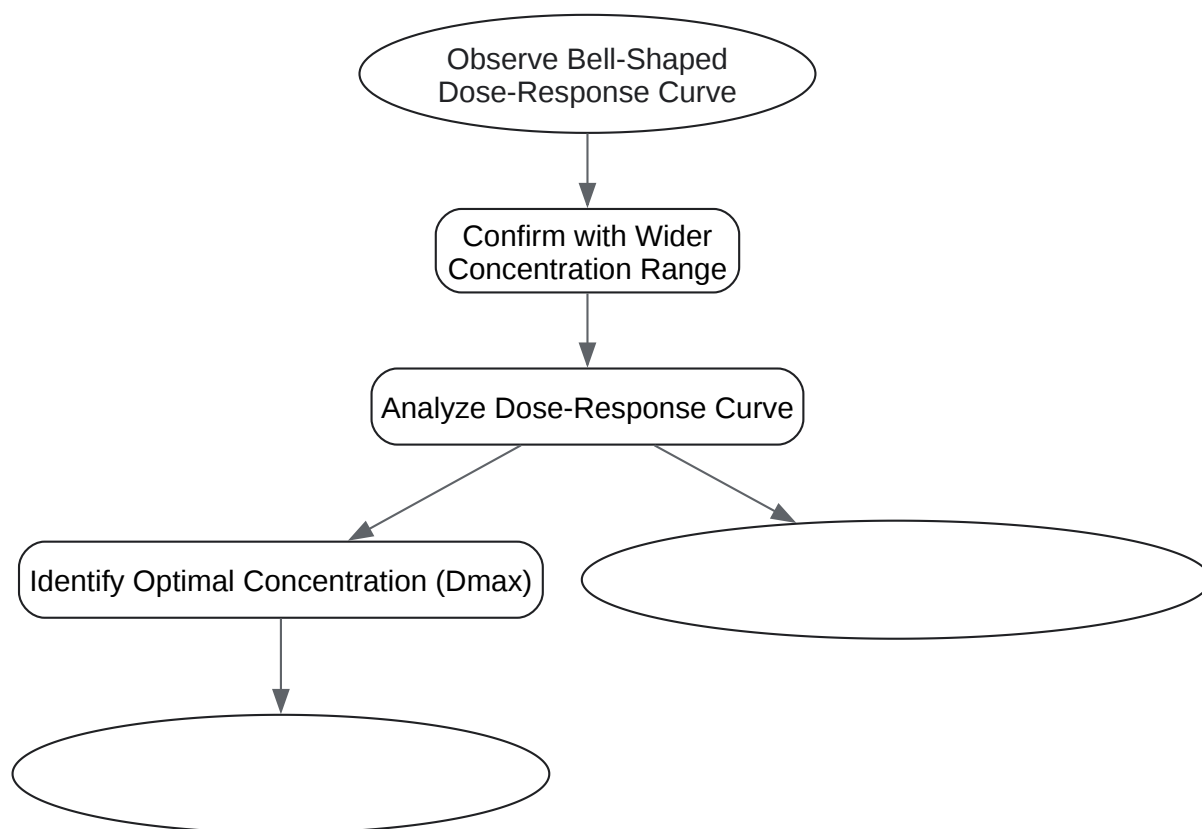 Observe Bell-Shaped
Dose-Response Curve
Confirm with Wider
Concentration Range
Analyze Dose-Response Curve
Identify Optimal Concentration (Dmax)